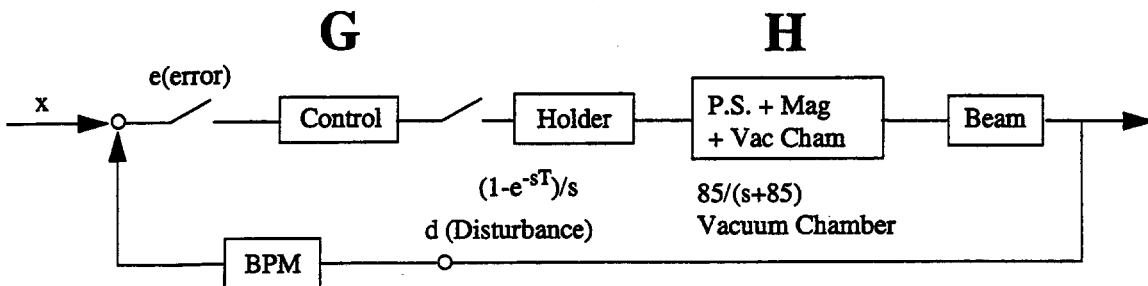 G
H
e(error)
x
Control
Holder
P.S. + Mag
+ Vac Cham
Beam
(1-e^{-sT})/s
85/(s+85)
Vacuum Chamber
d (Disturbance)
BPM